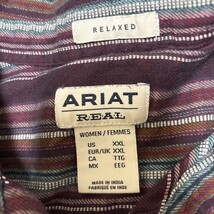 RELAXED
ARIAT
REAL
WOMEN / FEMMES
US XXL
EUR/UK XXL
CA TTG
MX EEG
MADE IN INDIA
FABRIQUÉ EN INDE